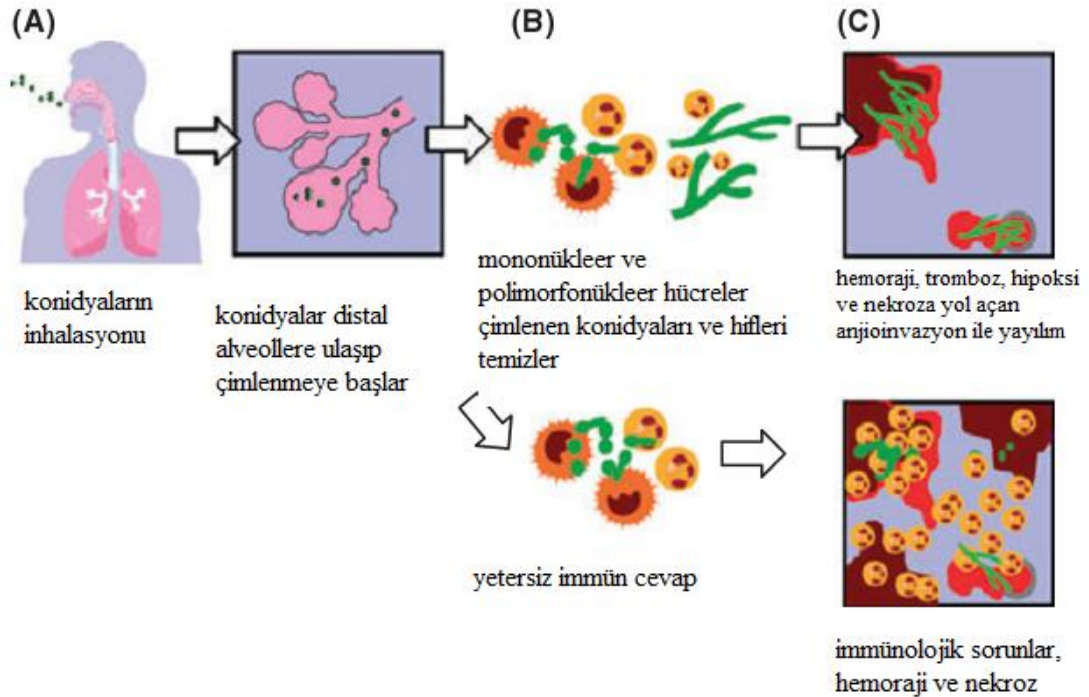 (A)
(B)
(C)
konidyaların
inhalasyonu
konidyalar distal
alveollere ulaşıp
çimlenmeye başlar
mononükleer ve
polimorfonükleer hücreler
çimlenen konidyaları ve hifleri
temizler
hemoraji, tromboz, hipoksi
ve nekroza yol açan
anjioinvazyon ile yayılım
yetersiz immün cevap
immünolojik sorunlar,
hemoraji ve nekroz